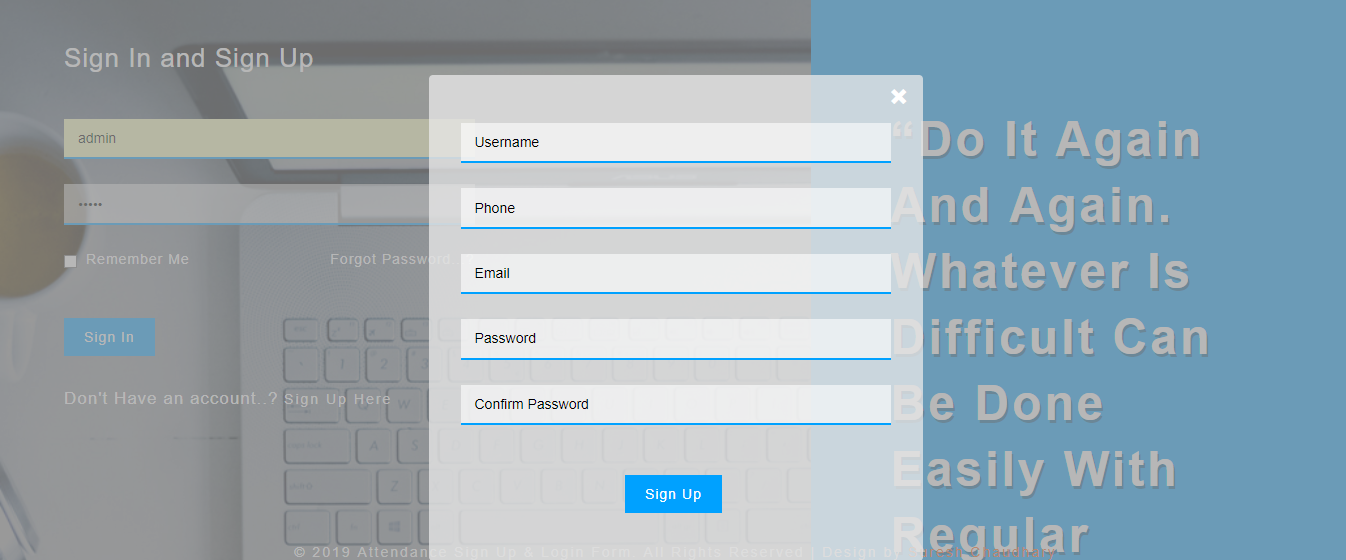 Sign In and Sign Up
admin
•••••
Remember Me
Forgot Password
Sign In
Don't Have an account..? Sign Up Here
Username
Phone
Email
Password
Confirm Password
Sign Up
“Do It Again
And Again.
Whatever Is
Difficult Can
Be Done
Easily With
Regular
© 2019 Attendance Sign Up & Login Form. All Rights Reserved | Design by